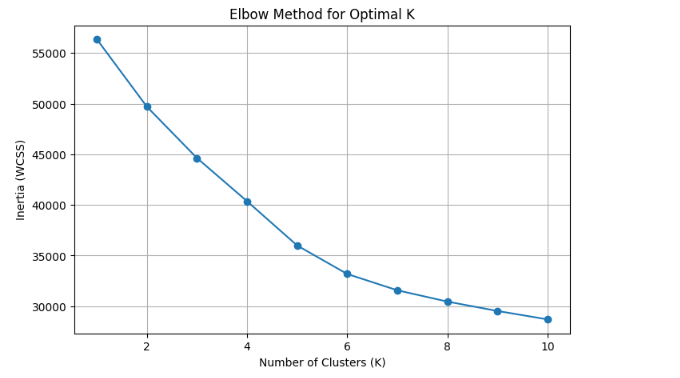 Elbow Method for Optimal K
55000
50000
45000
40000
35000
30000
Inertia (WCSS)
2 4 6 8 10
Number of Clusters (K)